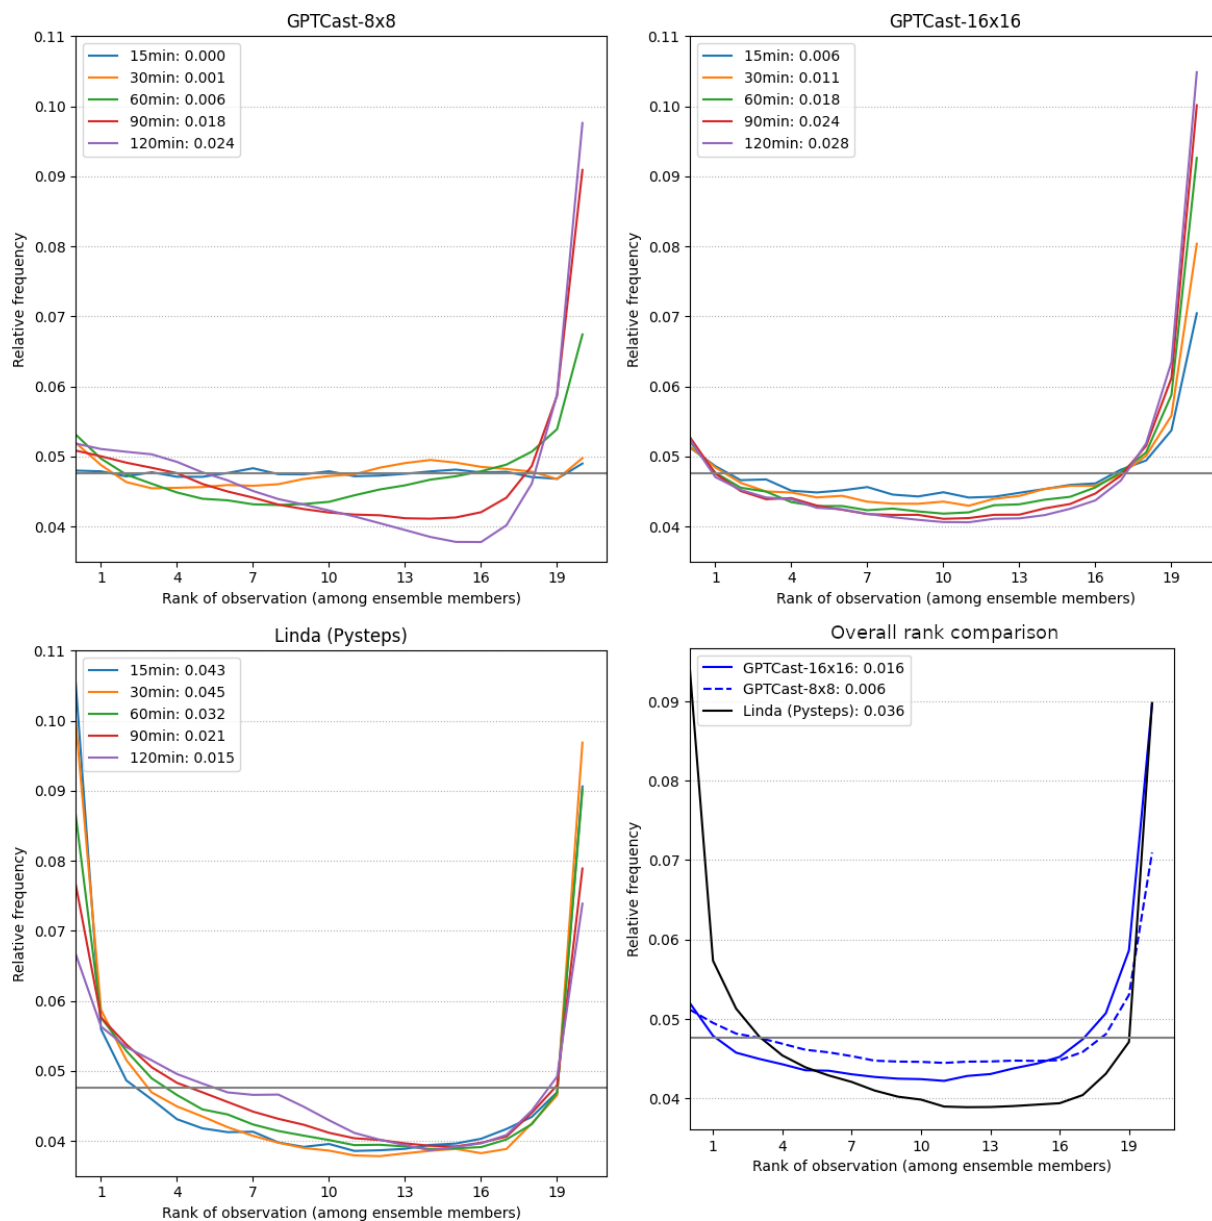 GPTCast-8x8
0.11
0.10
0.09
0.08
0.07
0.06
0.05
0.04
Relative frequency
15min: 0.000
30min: 0.001
60min: 0.006
90min: 0.018
120min: 0.024
1 4 7 10 13 16 19
Rank of observation (among ensemble members)
GPTCast-16x16
0.11
0.10
0.09
0.08
0.07
0.06
0.05
0.04
Relative frequency
15min: 0.006
30min: 0.011
60min: 0.018
90min: 0.024
120min: 0.028
1 4 7 10 13 16 19
Rank of observation (among ensemble members)
Linda (Pysteps)
0.11
0.10
0.09
0.08
0.07
0.06
0.05
0.04
Relative frequency
15min: 0.043
30min: 0.045
60min: 0.032
90min: 0.021
120min: 0.015
1 4 7 10 13 16 19
Rank of observation (among ensemble members)
Overall rank comparison
0.09
0.08
0.07
0.06
0.05
0.04
Relative frequency
GPTCast-16x16: 0.016
GPTCast-8x8: 0.006
Linda (Pysteps): 0.036
1 4 7 10 13 16 19
Rank of observation (among ensemble members)